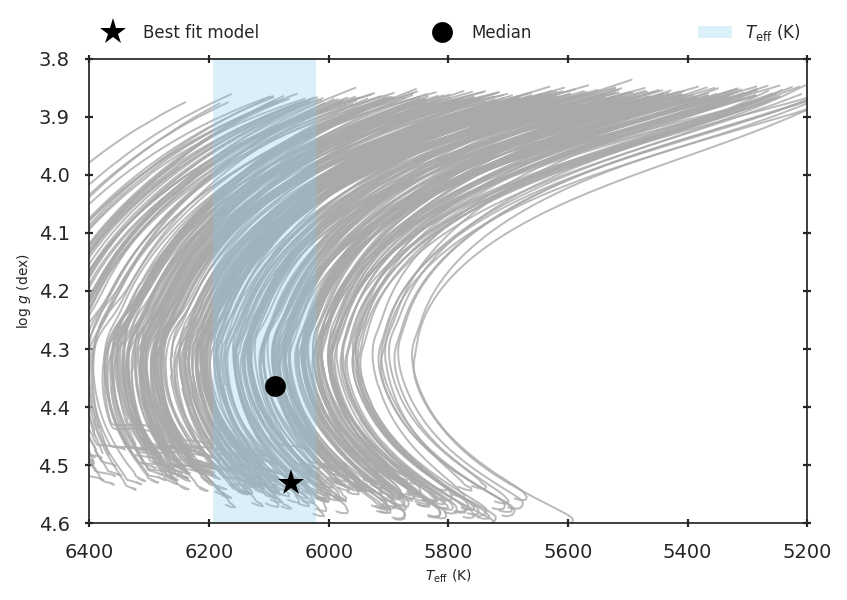 Best fit model Median T_eff (K)
3.8
3.9
4.0
4.1
4.2
4.3
4.4
4.5
4.6
log g (dex)
6400 6200 6000 5800 5600 5400 5200
T_eff (K)